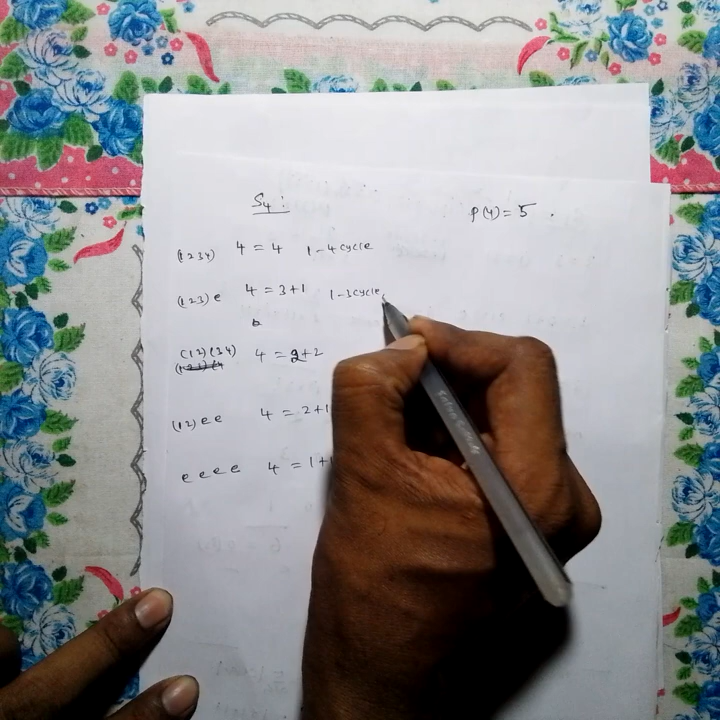 S4 :
P(4) = 5 .
(1 2 3 4) 4 = 4 1 - 4 cycle
(1 2 3) e 4 = 3+1 1 - 3 cycle
(1 2) (3 4) 4 = 2+2
(1 2) e e 4 = 2+1
e e e e 4 = 1+